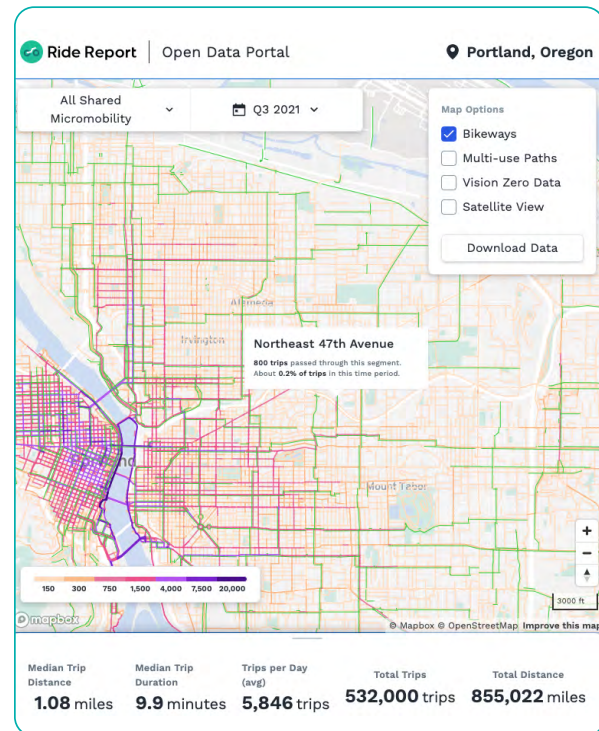 Ride Report | Open Data Portal
Portland, Oregon
All Shared
Micromobility
Q3 2021
Map Options
Bikeways
Multi-use Paths
Vision Zero Data
Satellite View
Download Data
Alameda
Irvington
Northeast 47th Avenue
800 trips passed through this segment.
About 0.2% of trips in this time period.
nd
Mount Tabor
150 300 750 1,500 4,000 7,500 20,000
+
−
3000 ft
mapbox
© Mapbox © OpenStreetMap Improve this map
Median Trip
Distance
1.08 miles
Median Trip
Duration
9.9 minutes
Trips per Day
(avg)
5,846 trips
Total Trips
532,000 trips
Total Distance
855,022 miles